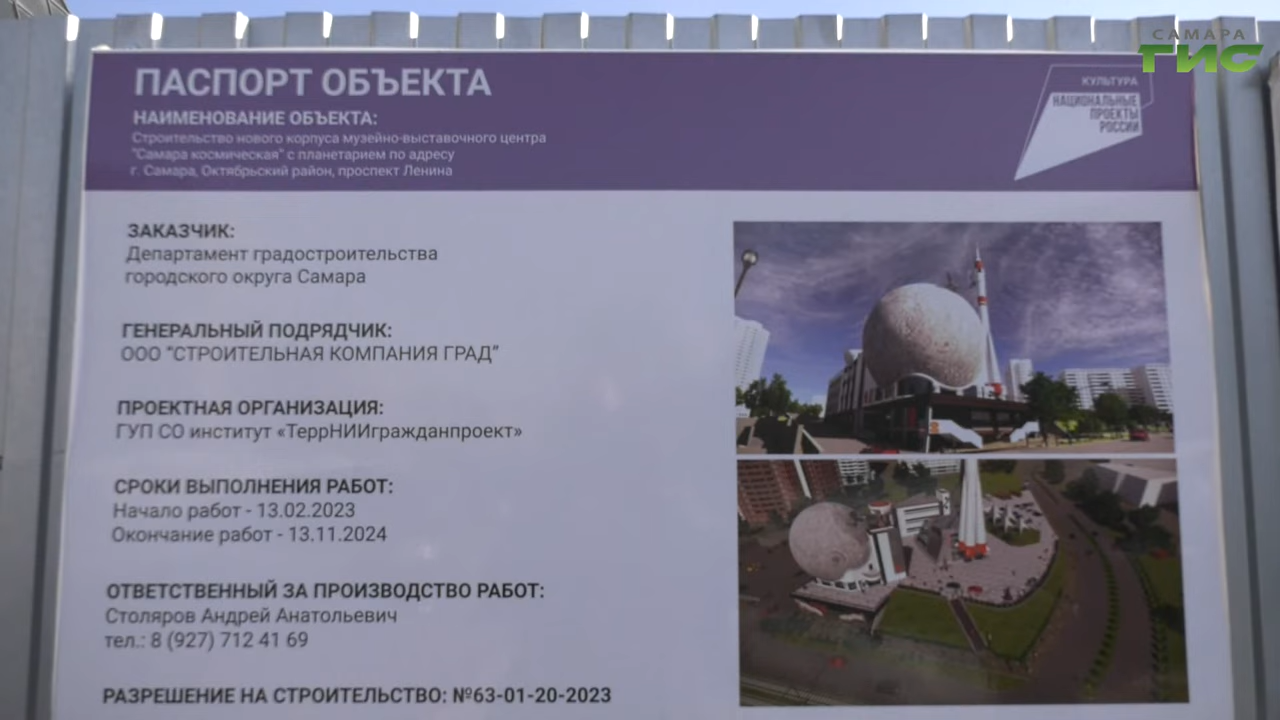 САМАРА
ГИС
ПАСПОРТ ОБЪЕКТА
НАИМЕНОВАНИЕ ОБЪЕКТА:
Строительство нового корпуса музейно-выставочного центра
"Самара космическая" с планетарием по адресу
г. Самара, Октябрьский район, проспект Ленина
КУЛЬТУРА
НАЦИОНАЛЬНЫЕ
ПРОЕКТЫ
РОССИИ
ЗАКАЗЧИК:
Департамент градостроительства
городского округа Самара
ГЕНЕРАЛЬНЫЙ ПОДРЯДЧИК:
ООО "СТРОИТЕЛЬНАЯ КОМПАНИЯ ГРАД"
ПРОЕКТНАЯ ОРГАНИЗАЦИЯ:
ГУП СО институт «ТеррНИИгражданпроект»
СРОКИ ВЫПОЛНЕНИЯ РАБОТ:
Начало работ - 13.02.2023
Окончание работ - 13.11.2024
ОТВЕТСТВЕННЫЙ ЗА ПРОИЗВОДСТВО РАБОТ:
Столяров Андрей Анатольевич
тел.: 8 (927) 712 41 69
РАЗРЕШЕНИЕ НА СТРОИТЕЛЬСТВО: №63-01-20-2023